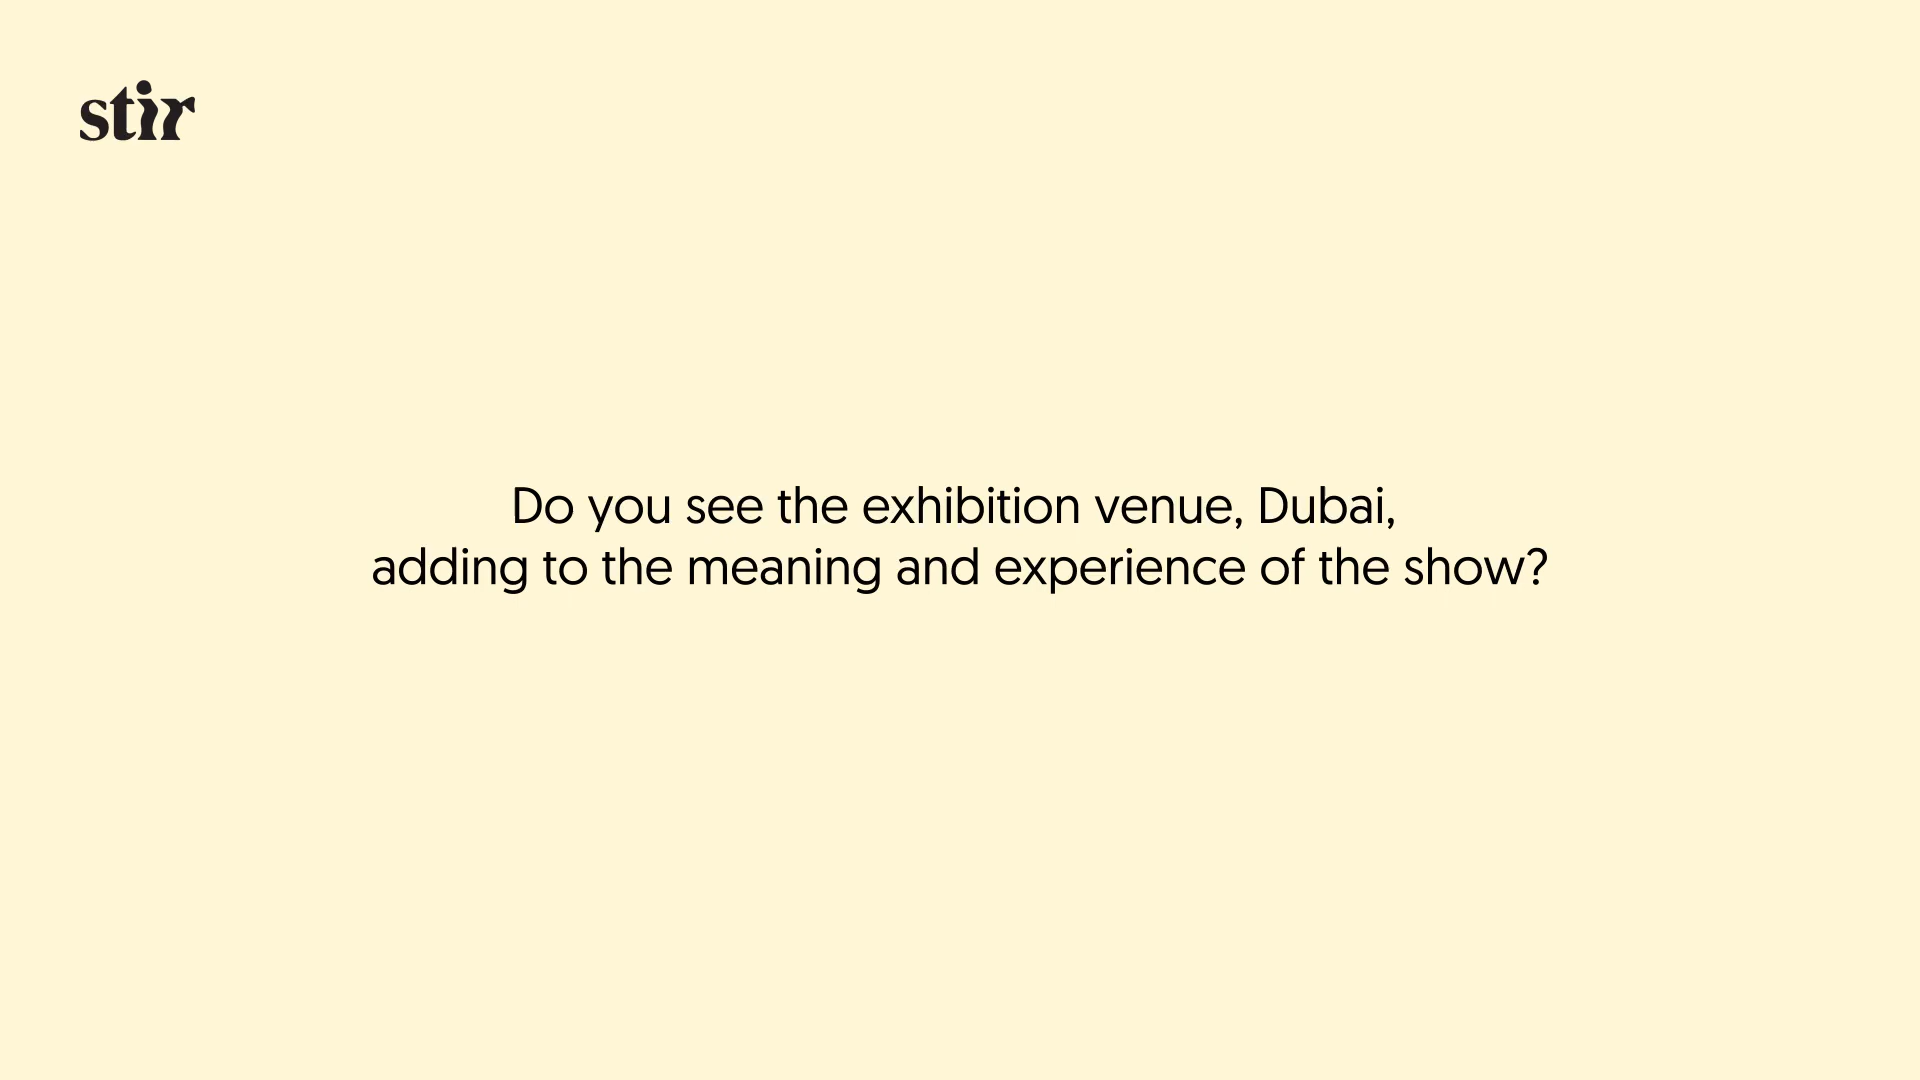 stir
Do you see the exhibition venue, Dubai,
adding to the meaning and experience of the show?